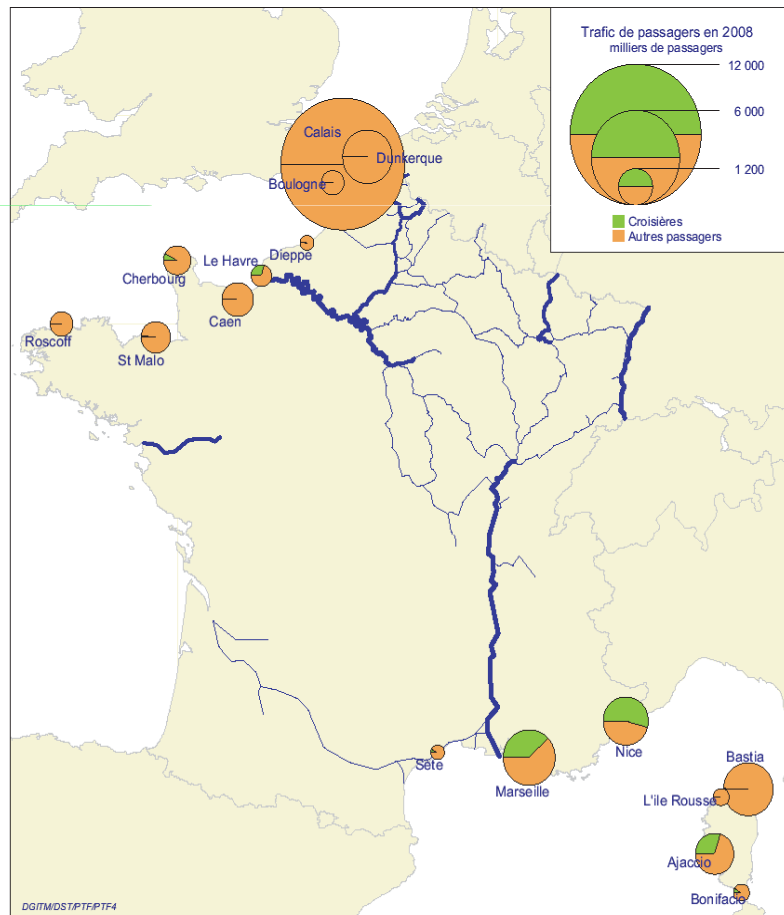 Trafic de passagers en 2008
milliers de passagers
12 000
6 000
1 200
Croisières
Autres passagers
Calais
Dunkerque
Boulogne
Dieppe
Le Havre
Cherbourg
Caen
Roscoff
St Malo
Sète
Marseille
Nice
Bastia
L'ile Rousse
Ajaccio
Bonifacio
DGITM/DST/PTF/PTF4